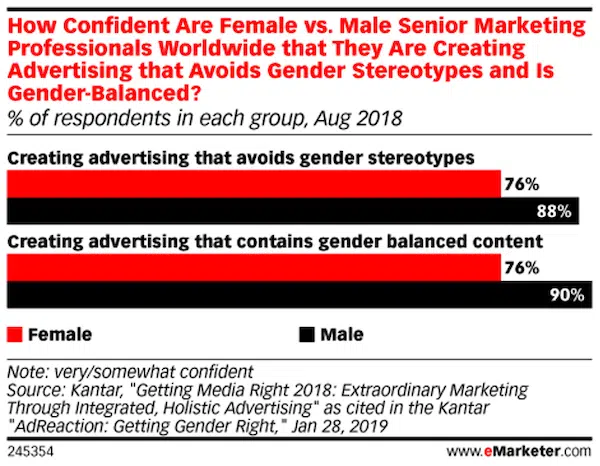 How Confident Are Female vs. Male Senior Marketing
Professionals Worldwide that They Are Creating
Advertising that Avoids Gender Stereotypes and Is
Gender-Balanced?
% of respondents in each group, Aug 2018
Creating advertising that avoids gender stereotypes
76%
88%
Creating advertising that contains gender balanced content
76%
90%
Female Male
Note: very/somewhat confident
Source: Kantar, "Getting Media Right 2018: Extraordinary Marketing
Through Integrated, Holistic Advertising" as cited in the Kantar
"AdReaction: Getting Gender Right," Jan 28, 2019
245354 www.eMarketer.com